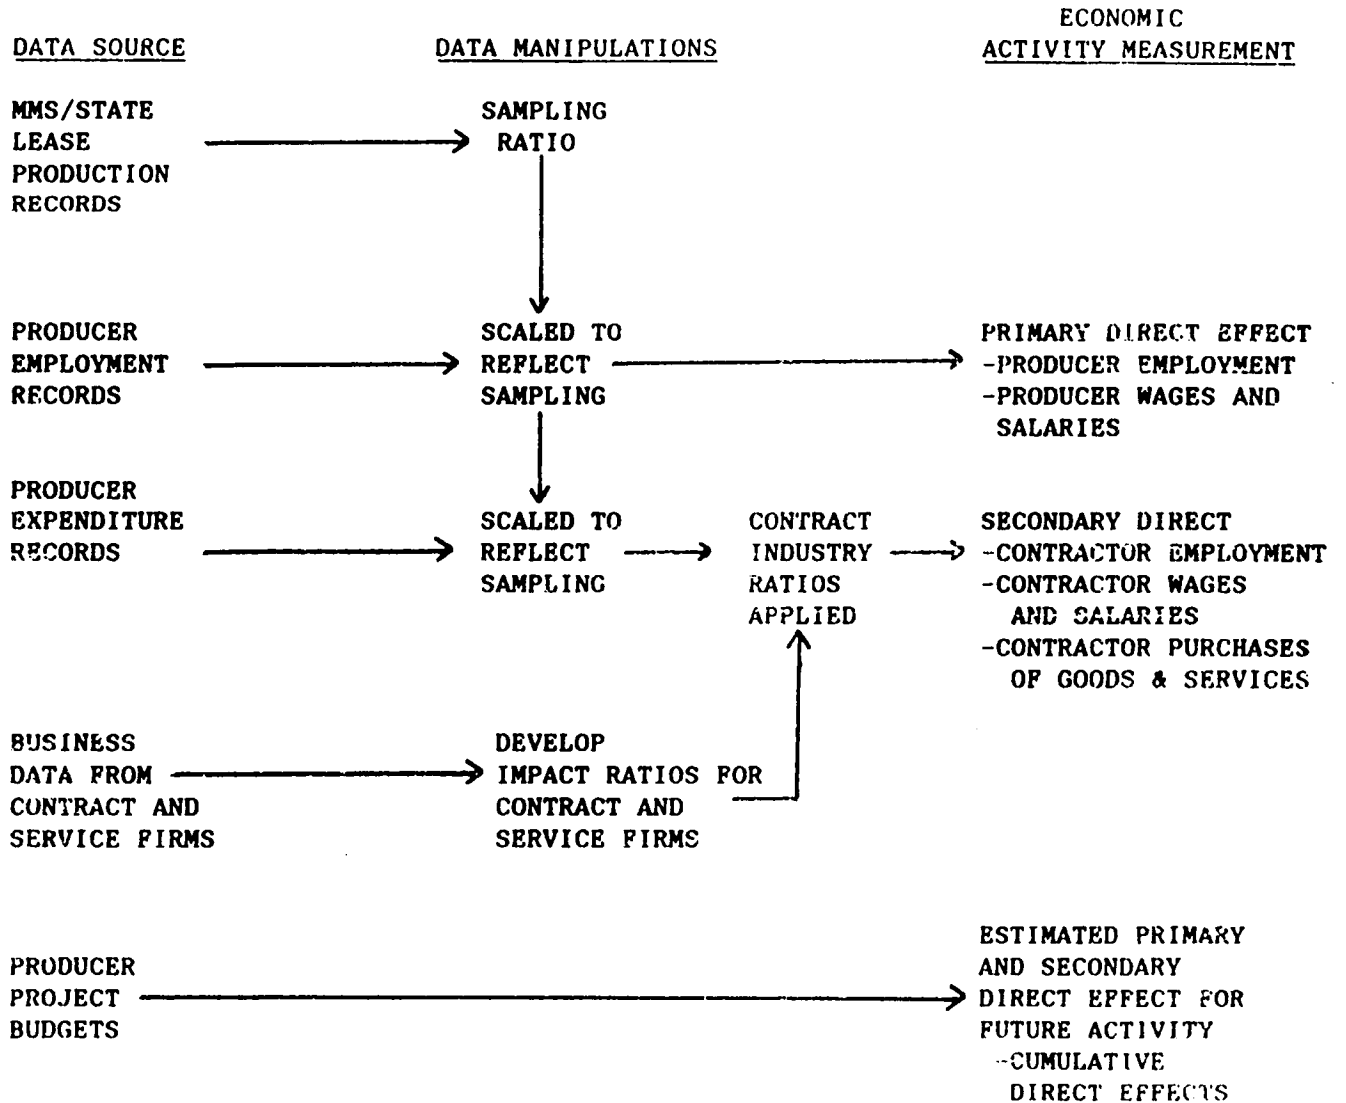 DATA SOURCE
DATA MANIPULATIONS
ECONOMIC
ACTIVITY MEASUREMENT
MMS/STATE
LEASE
PRODUCTION
RECORDS
SAMPLING
RATIO
PRODUCER
EMPLOYMENT
RECORDS
SCALED TO
REFLECT
SAMPLING
PRIMARY DIRECT EFFECT
-PRODUCER EMPLOYMENT
-PRODUCER WAGES AND
SALARIES
PRODUCER
EXPENDITURE
RECORDS
SCALED TO
REFLECT
SAMPLING
CONTRACT
INDUSTRY
RATIOS
APPLIED
SECONDARY DIRECT
-CONTRACTOR EMPLOYMENT
-CONTRACTOR WAGES
AND SALARIES
-CONTRACTOR PURCHASES
OF GOODS & SERVICES
BUSINESS
DATA FROM
CONTRACT AND
SERVICE FIRMS
DEVELOP
IMPACT RATIOS FOR
CONTRACT AND
SERVICE FIRMS
PRODUCER
PROJECT
BUDGETS
ESTIMATED PRIMARY
AND SECONDARY
DIRECT EFFECT FOR
FUTURE ACTIVITY
-CUMULATIVE
DIRECT EFFECTS